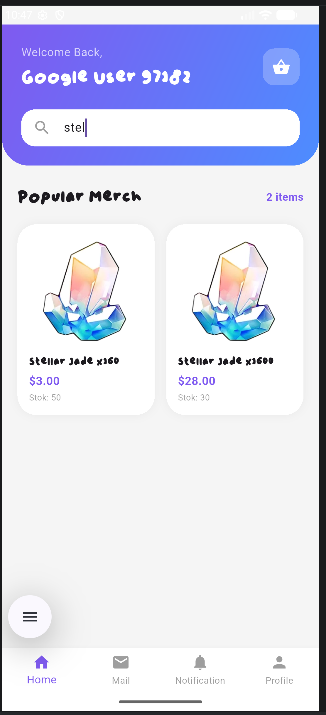 Welcome Back,
Google User 97282
stel
Popular Merch
2 items
Stellar Jade x160
$3.00
Stok: 50
Stellar Jade x1600
$28.00
Stok: 30
Home
Mail
Notification
Profile